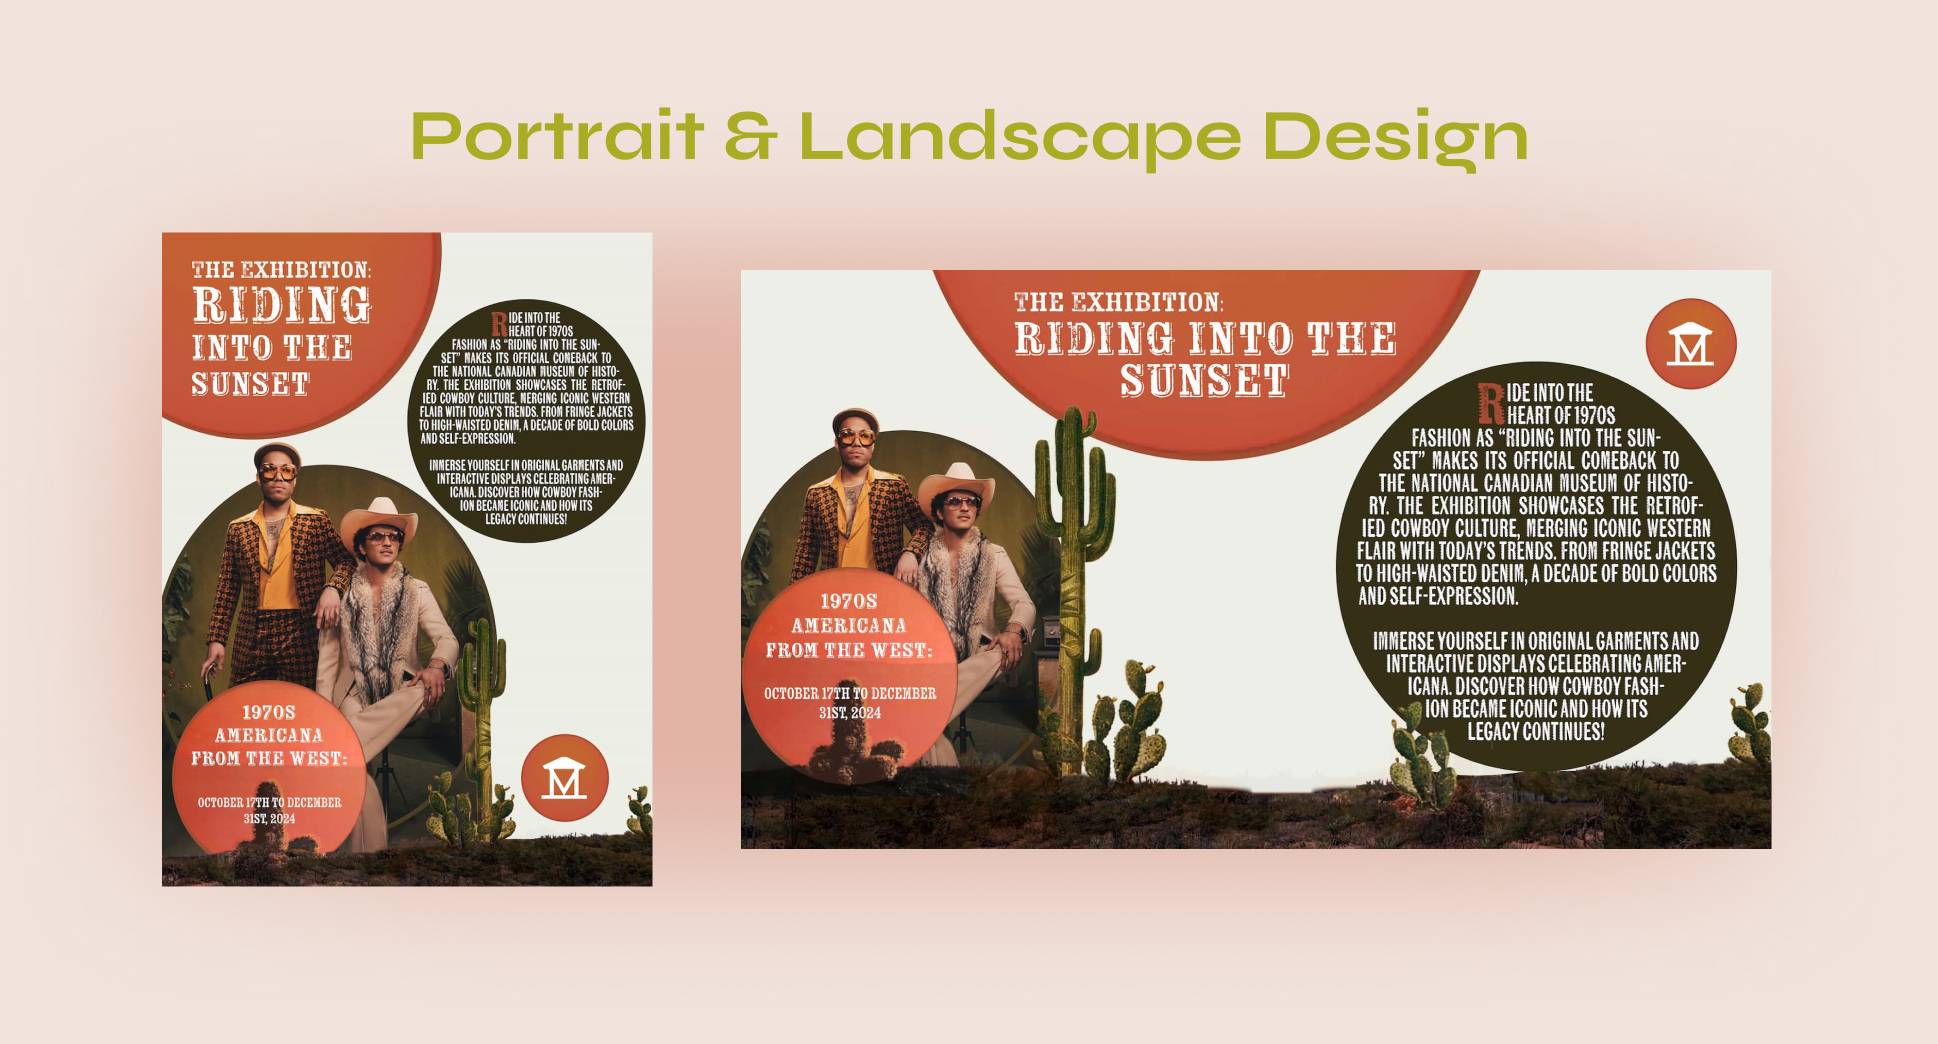 Portrait & Landscape Design
THE EXHIBITION:
RIDING
INTO THE
SUNSET
RIDE INTO THE
HEART OF 1970S
FASHION AS “RIDING INTO THE SUN-
SET” MAKES ITS OFFICIAL COMEBACK TO
THE NATIONAL CANADIAN MUSEUM OF HISTO-
RY. THE EXHIBITION SHOWCASES THE RETROF-
IED COWBOY CULTURE, MERGING ICONIC WESTERN
FLAIR WITH TODAY’S TRENDS. FROM FRINGE JACKETS
TO HIGH-WAISTED DENIM, A DECADE OF BOLD COLORS
AND SELF-EXPRESSION.
IMMERSE YOURSELF IN ORIGINAL GARMENTS AND
INTERACTIVE DISPLAYS CELEBRATING AMER-
ICANA. DISCOVER HOW COWBOY FASH-
ION BECAME ICONIC AND HOW ITS
LEGACY CONTINUES!
1970S
AMERICANA
FROM THE WEST:
OCTOBER 17TH TO DECEMBER
31ST, 2024
THE EXHIBITION:
RIDING INTO THE
SUNSET
RIDE INTO THE
HEART OF 1970S
FASHION AS “RIDING INTO THE SUN-
SET” MAKES ITS OFFICIAL COMEBACK TO
THE NATIONAL CANADIAN MUSEUM OF HISTO-
RY. THE EXHIBITION SHOWCASES THE RETROF-
IED COWBOY CULTURE, MERGING ICONIC WESTERN
FLAIR WITH TODAY’S TRENDS. FROM FRINGE JACKETS
TO HIGH-WAISTED DENIM, A DECADE OF BOLD COLORS
AND SELF-EXPRESSION.
IMMERSE YOURSELF IN ORIGINAL GARMENTS AND
INTERACTIVE DISPLAYS CELEBRATING AMER-
ICANA. DISCOVER HOW COWBOY FASH-
ION BECAME ICONIC AND HOW ITS
LEGACY CONTINUES!
1970S
AMERICANA
FROM THE WEST:
OCTOBER 17TH TO DECEMBER
31ST, 2024